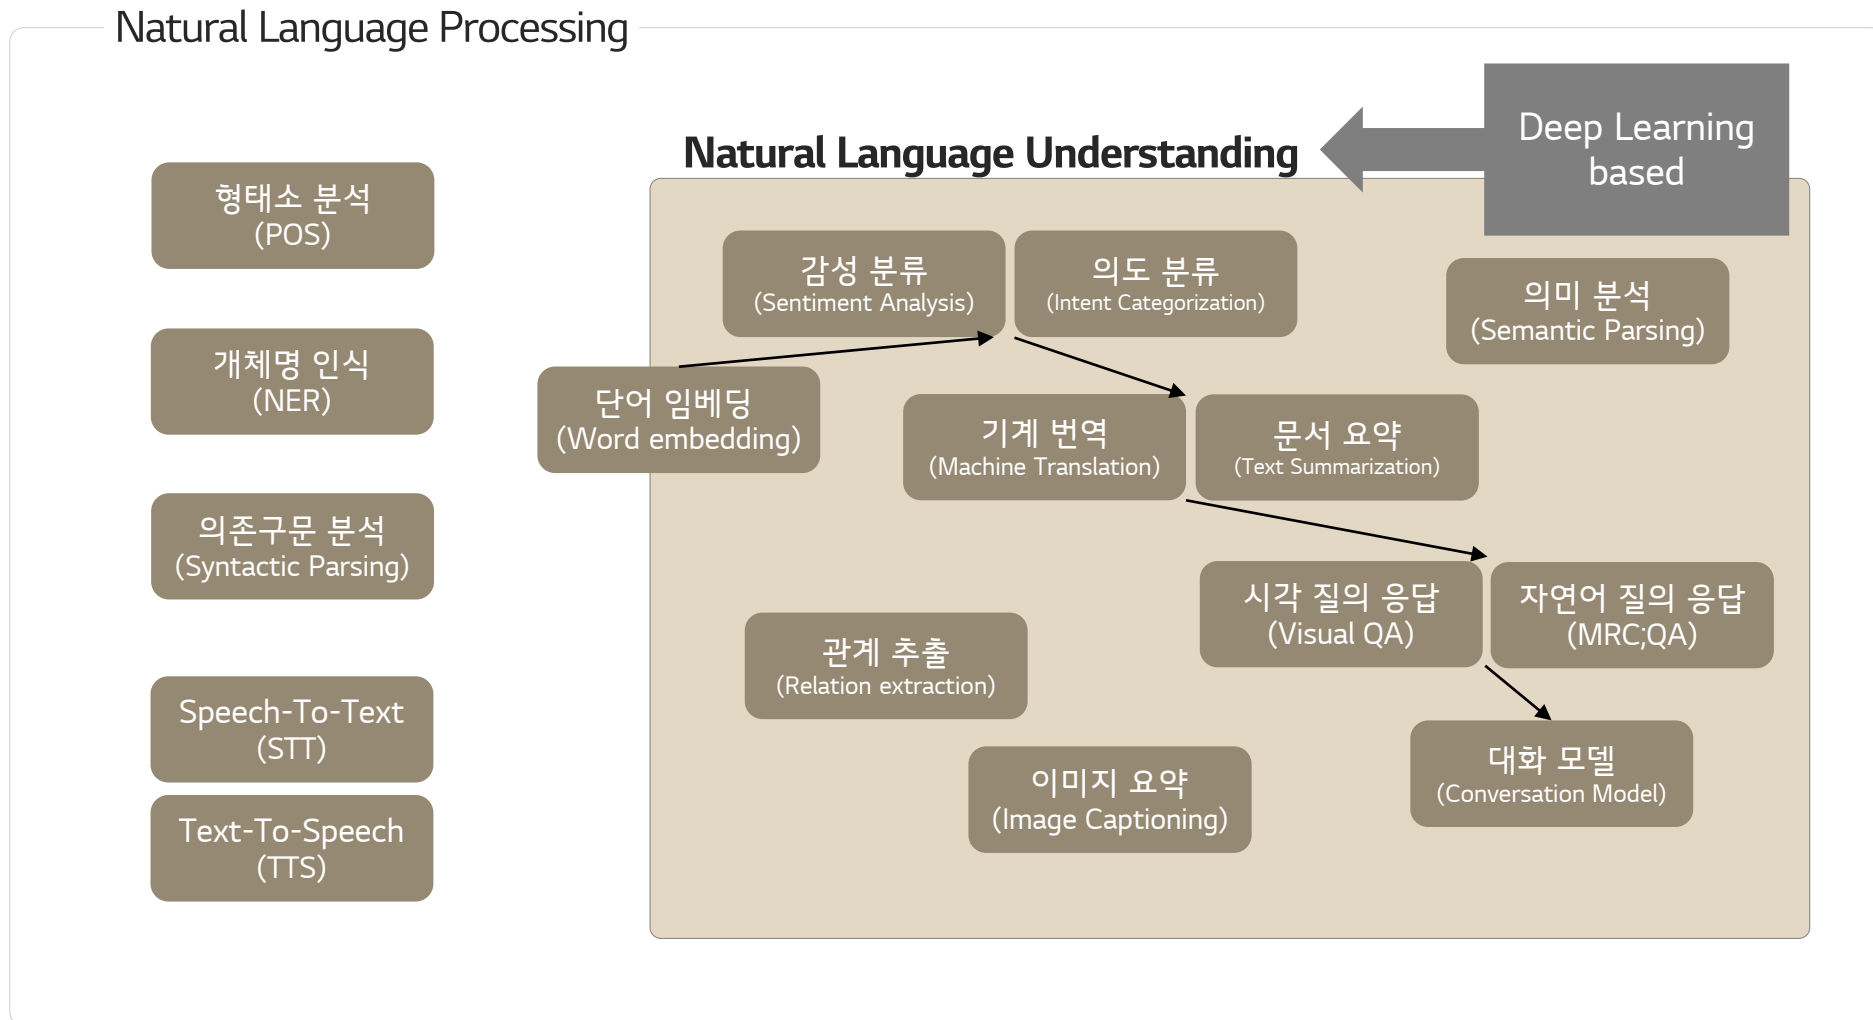 Natural Language Processing
Deep Learning
based
Natural Language Understanding
형태소 분석
(POS)
개체명 인식
(NER)
의존구문 분석
(Syntactic Parsing)
Speech-To-Text
(STT)
Text-To-Speech
(TTS)
감성 분류
(Sentiment Analysis)
의도 분류
(Intent Categorization)
의미 분석
(Semantic Parsing)
단어 임베딩
(Word embedding)
기계 번역
(Machine Translation)
문서 요약
(Text Summarization)
시각 질의 응답
(Visual QA)
자연어 질의 응답
(MRC;QA)
관계 추출
(Relation extraction)
이미지 요약
(Image Captioning)
대화 모델
(Conversation Model)